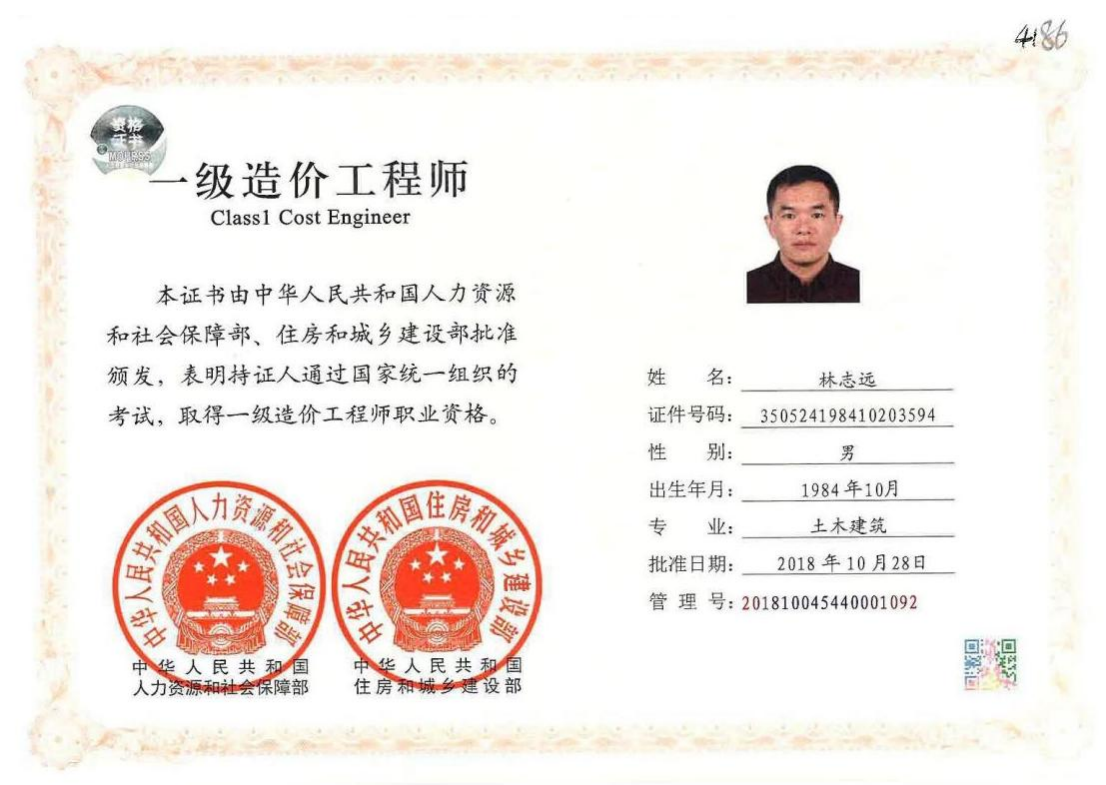 4186
资格
证书
MOHRSS
一级造价工程师
Class1 Cost Engineer
本证书由中华人民共和国人力资源
和社会保障部、住房和城乡建设部批准
颁发，表明持证人通过国家统一组织的
考试，取得一级造价工程师职业资格。
中华人民共和国人力资源和社会保障部
中华人民共和国
人力资源和社会保障部
中华人民共和国住房和城乡建设部
中华人民共和国
住房和城乡建设部
姓 名：林志远
证件号码：350524198410203594
性 别：男
出生年月：1984年10月
专 业：土木建筑
批准日期：2018年10月28日
管 理 号：201810045440001092